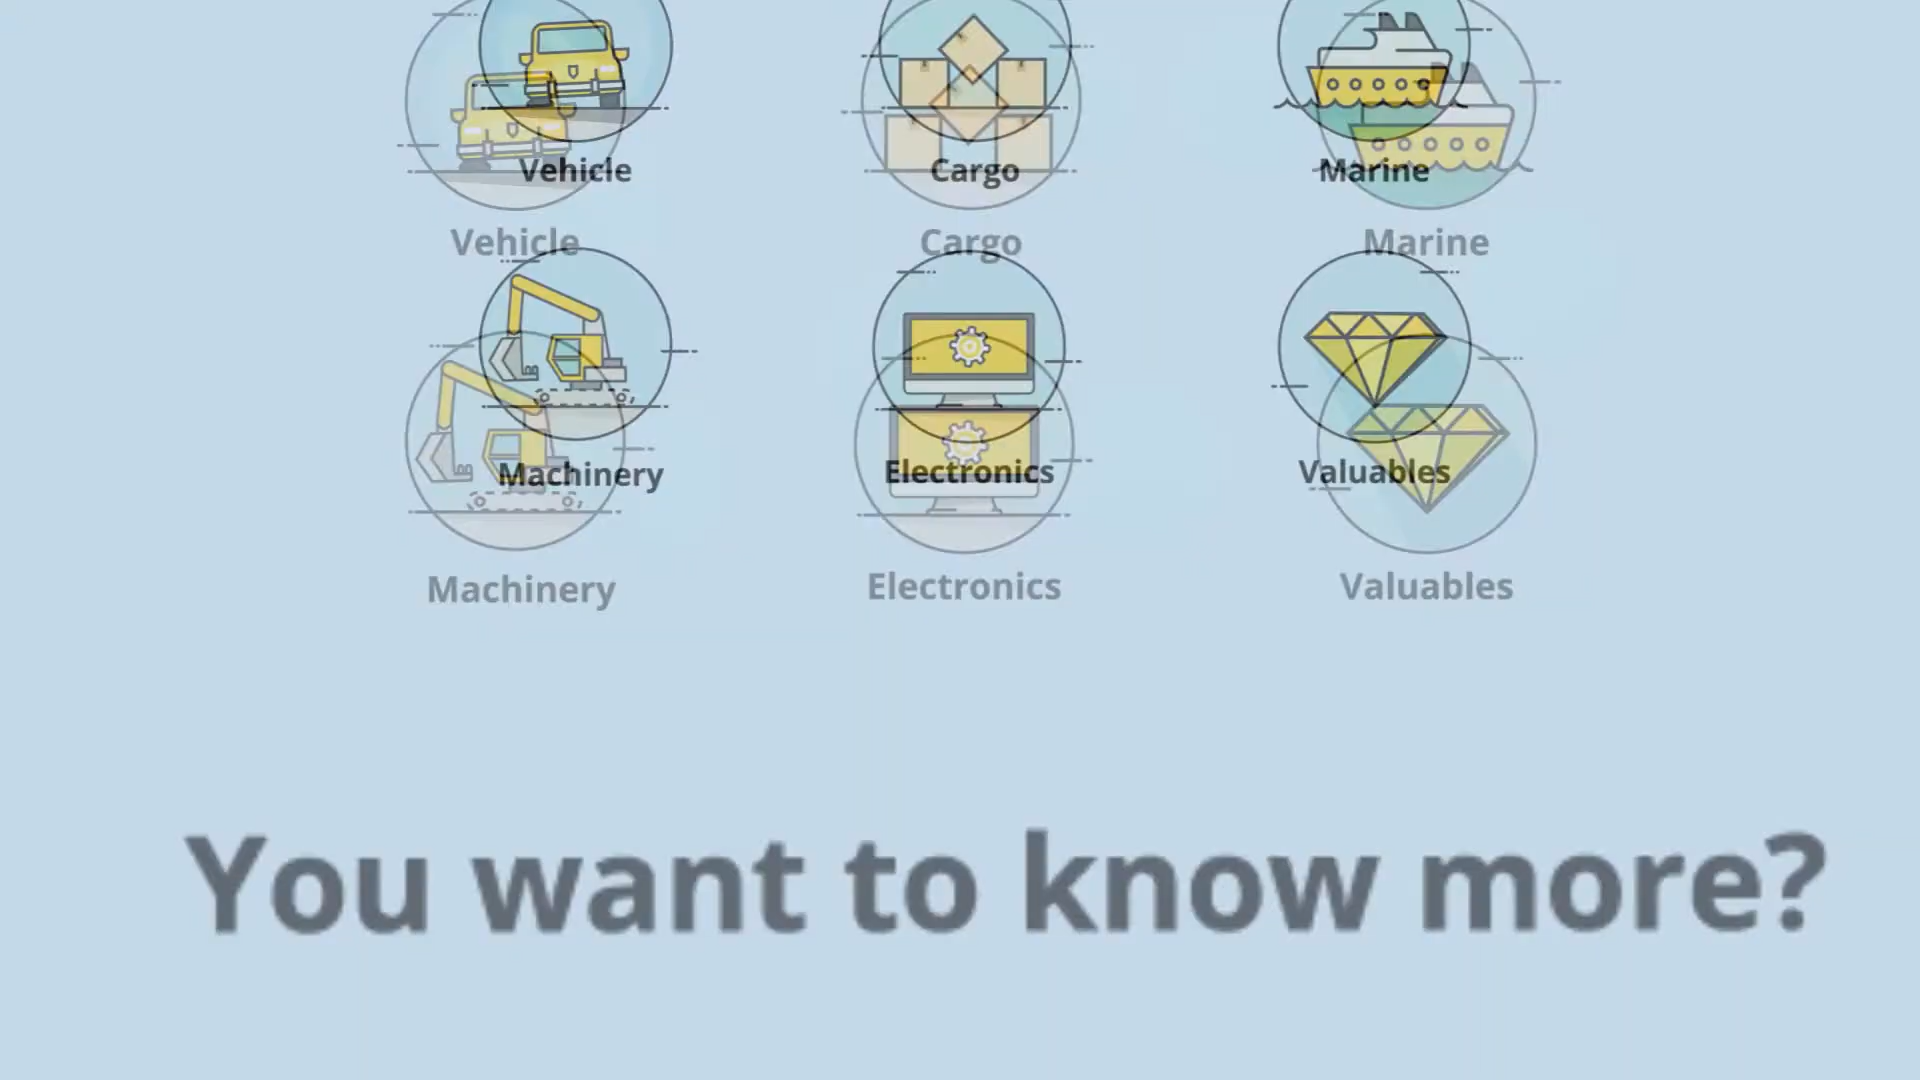 Vehicle Cargo Marine
Vehicle Cargo Marine
Machinery Electronics Valuables
Machinery Electronics Valuables
You want to know more?